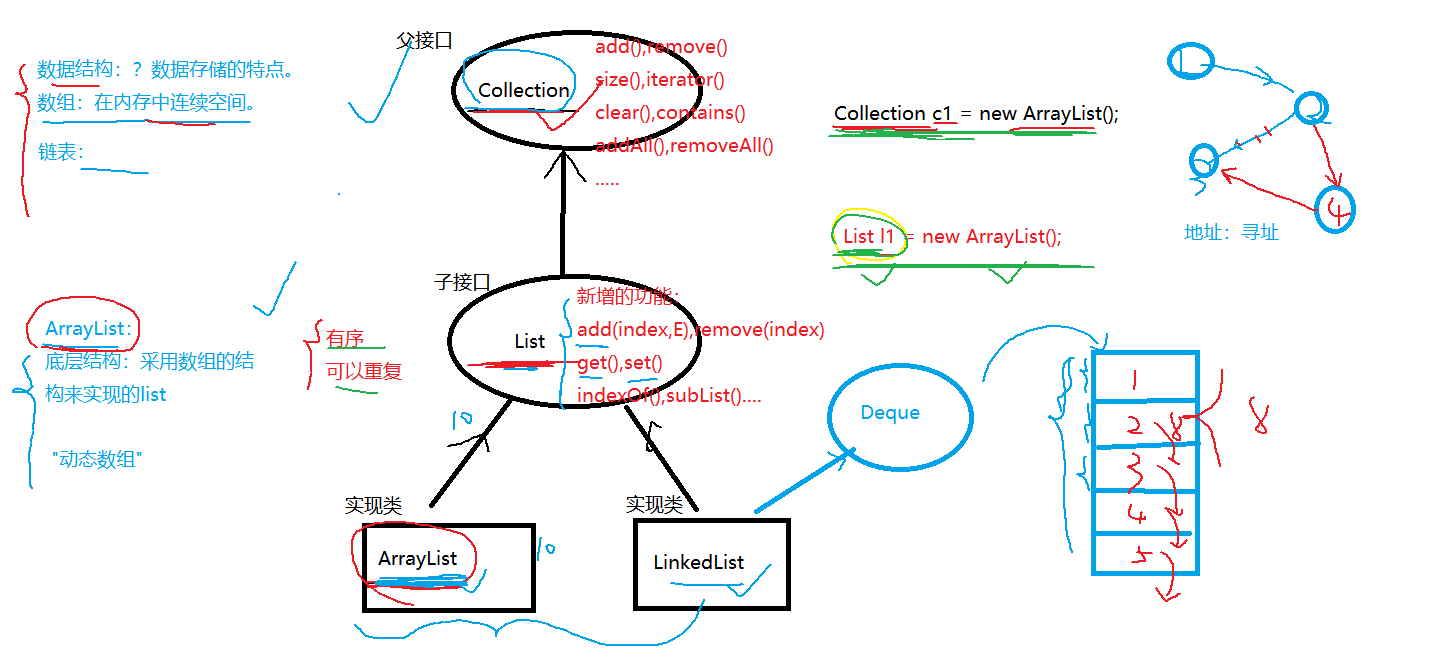 父接口
数据结构：？数据存储的特点。
数组：在内存中连续空间。
链表：
Collection
add(),remove()
size(),iterator()
clear(),contains()
addAll(),removeAll()
.....
Collection c1 = new ArrayList();
List l1 = new ArrayList();
1
2
3
4
地址：寻址
子接口
List
新增的功能：
add(index,E),remove(index)
get(),set()
indexOf(),subList()....
ArrayList：
底层结构：采用数组的结
构来实现的list
"动态数组"
有序
可以重复
10
实现类
ArrayList
10
实现类
LinkedList
Deque
1
2 8
3
4
5
8